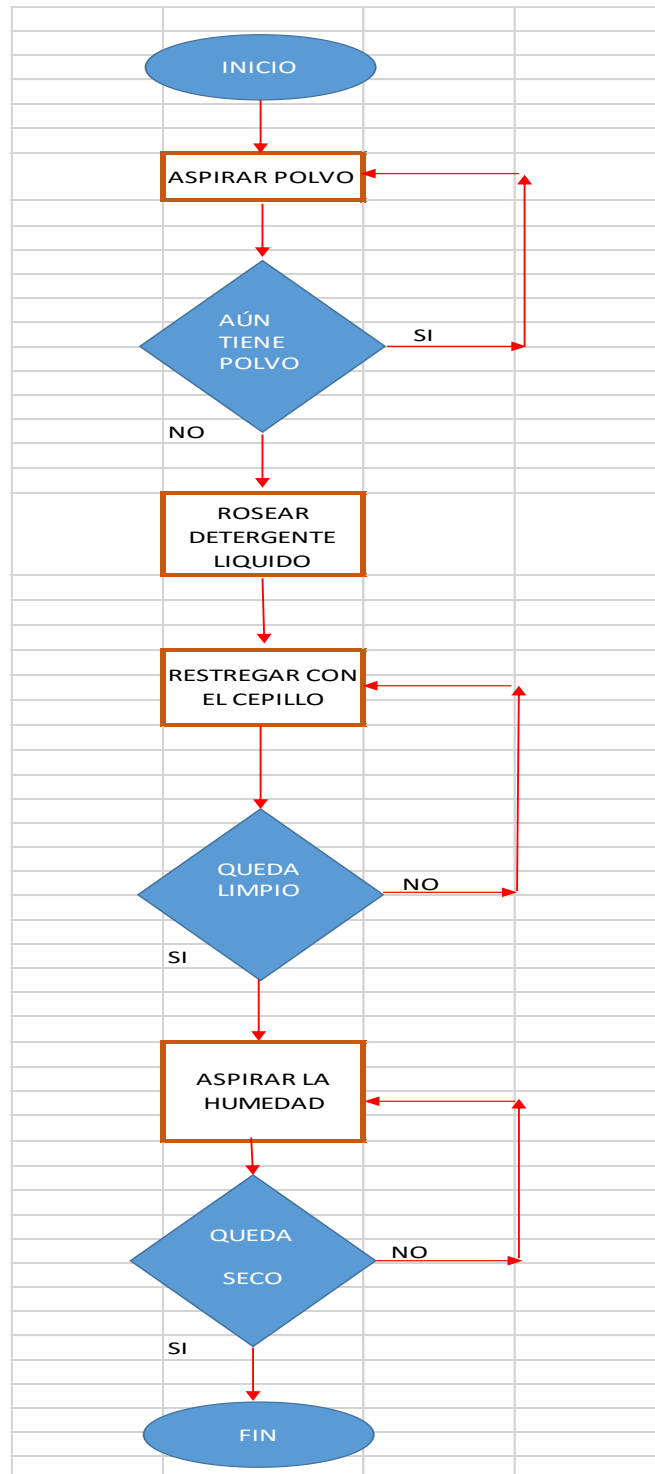 INICIO
ASPIRAR POLVO
AÚN
TIENE
POLVO
SI
NO
ROSEAR
DETERGENTE
LIQUIDO
RESTREGAR CON
EL CEPILLO
QUEDA
LIMPIO
NO
SI
ASPIRAR LA
HUMEDAD
QUEDA
SECO
NO
SI
FIN